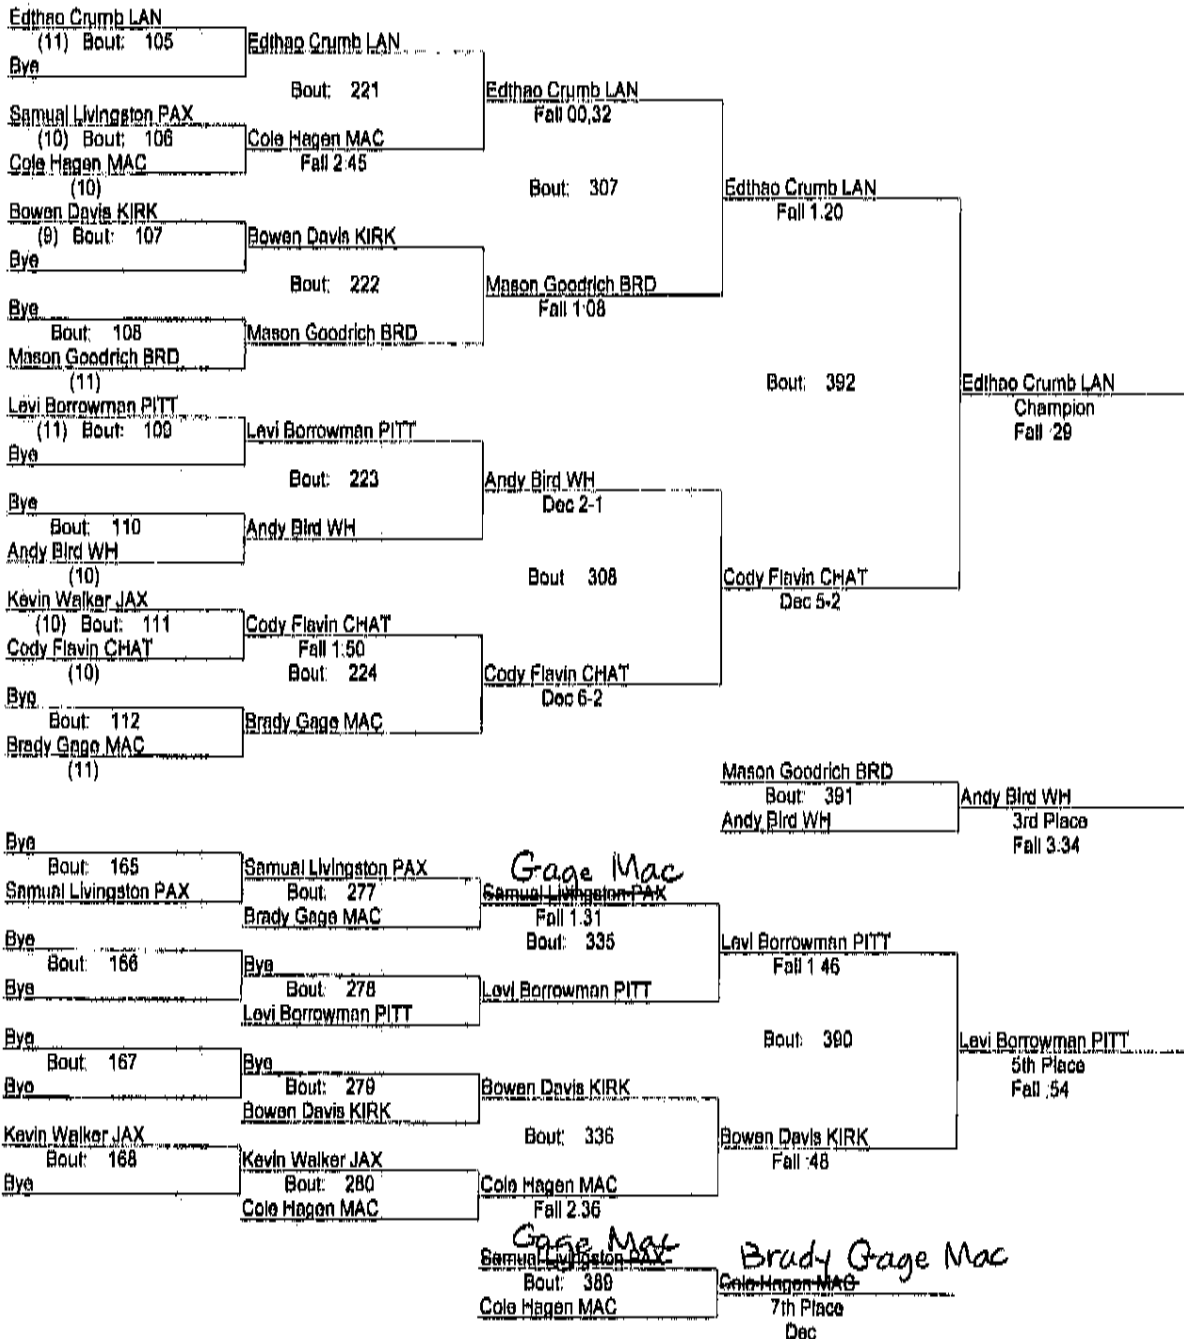 Edthao Crumb LAN
(11) Bout: 105
Bye
Edthao Crumb LAN
Bout: 221
Samual Livingston PAX
(10) Bout: 106
Cole Hagen MAC
(10)
Cole Hagen MAC
Fall 2:45
Edthao Crumb LAN
Fall 00,32
Bout: 307
Bowen Davis KIRK
(9) Bout: 107
Bye
Bowen Davis KIRK
Bout: 222
Bye
Bout: 108
Mason Goodrich BRD
(11)
Mason Goodrich BRD
Mason Goodrich BRD
Fall 1:08
Edthao Crumb LAN
Fall 1.20
Bout: 392
Levi Borrowman PITT
(11) Bout: 109
Bye
Levi Borrowman PITT
Bout: 223
Bye
Bout: 110
Andy Bird WH
(10)
Andy Bird WH
Andy Bird WH
Dec 2-1
Bout 308
Kevin Walker JAX
(10) Bout: 111
Cody Flavin CHAT
(10)
Cody Flavin CHAT
Fall 1:50
Bout: 224
Bye
Bout: 112
Brady Gage MAC
(11)
Brady Gage MAC
Cody Flavin CHAT
Dec 6-2
Cody Flavin CHAT
Dec 5-2
Edthao Crumb LAN
Champion
Fall :29
Mason Goodrich BRD
Bout: 391
Andy Bird WH
Andy Bird WH
3rd Place
Fall 3:34
Bye
Bout: 165
Samual Livingston PAX
Samual Livingston PAX
Bout: 277
Brady Gage MAC
Gage Mac
Samual Livingston PAX
Fall 1.31
Bout: 335
Bye
Bout: 166
Bye
Bye
Bout: 278
Levi Borrowman PITT
Levi Borrowman PITT
Levi Borrowman PITT
Fall 1 46
Bout: 390
Bye
Bout: 167
Bye
Bye
Bout: 279
Bowen Davis KIRK
Bowen Davis KIRK
Bout: 336
Kevin Walker JAX
Bout: 168
Bye
Kevin Walker JAX
Bout: 280
Cole Hagen MAC
Cole Hagen MAC
Fall 2.36
Bowen Davis KIRK
Fall :48
Levi Borrowman PITT
5th Place
Fall :54
Gage Mac
Samual Livingston PAX
Bout: 389
Cole Hagen MAC
Brady Gage Mac
Cole Hagen MAC
7th Place
Dec